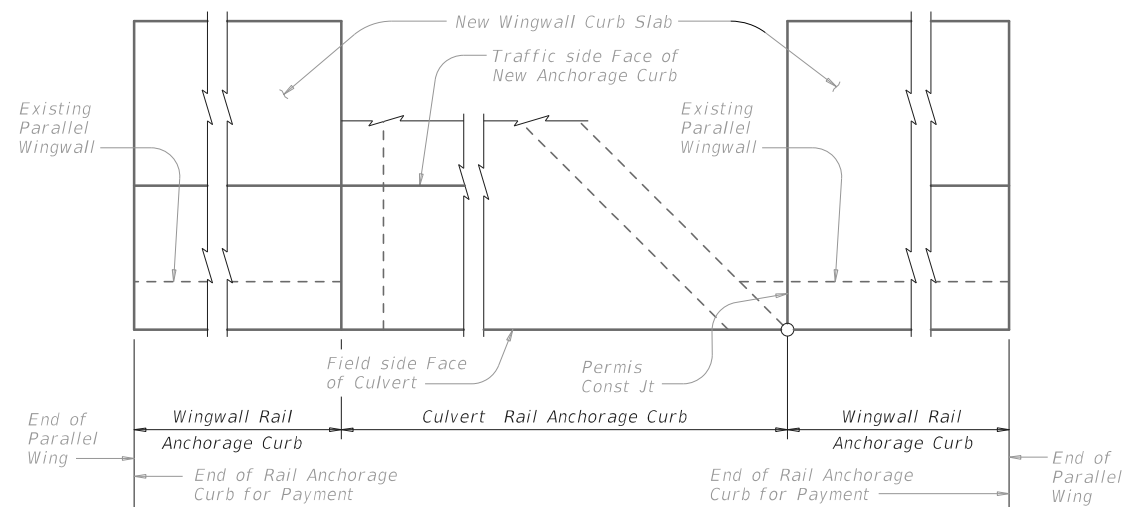 New Wingwall Curb Slab
Traffic side Face of
New Anchorage Curb
Existing
Parallel
Wingwall
Existing
Parallel
Wingwall
Field side Face
of Culvert
Permis
Const Jt
End of
Parallel
Wing
Wingwall Rail
Anchorage Curb
Culvert Rail Anchorage Curb
Wingwall Rail
Anchorage Curb
End of Rail Anchorage
Curb for Payment
End of Rail Anchorage
Curb for Payment
End of
Parallel
Wing